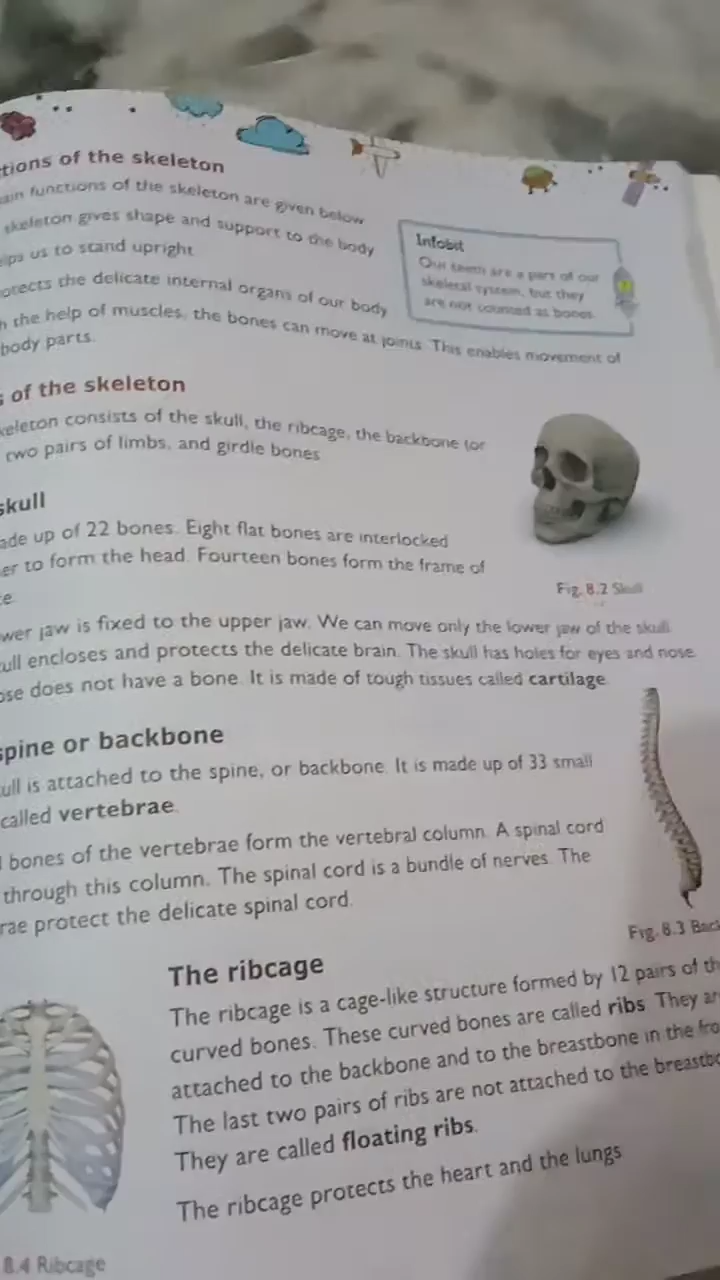 tions of the skeleton
ain functions of the skeleton are given below
skeleton gives shape and support to the body
elps us to stand upright
otects the delicate internal organs of our body
h the help of muscles, the bones can move at joints. This enables movement of
body parts.
Infobit
Our teeth are a part of our
skeletal system, but they
are not counted as bones.
s of the skeleton
keleton consists of the skull, the ribcage, the backbone (or
two pairs of limbs, and girdle bones
skull
ade up of 22 bones. Eight flat bones are interlocked
er to form the head. Fourteen bones form the frame of
ce.
Fig. 8.2 Skull
wer jaw is fixed to the upper jaw. We can move only the lower jaw of the skull.
ull encloses and protects the delicate brain. The skull has holes for eyes and nose.
ose does not have a bone. It is made of tough tissues called cartilage.
spine or backbone
ull is attached to the spine, or backbone. It is made up of 33 small
called vertebrae.
l bones of the vertebrae form the vertebral column. A spinal cord
through this column. The spinal cord is a bundle of nerves. The
rae protect the delicate spinal cord.
Fig. 8.3 Back
The ribcage
The ribcage is a cage-like structure formed by 12 pairs of th
curved bones. These curved bones are called ribs. They ar
attached to the backbone and to the breastbone in the fro
The last two pairs of ribs are not attached to the breastbo
They are called floating ribs.
The ribcage protects the heart and the lungs
8.4 Ribcage